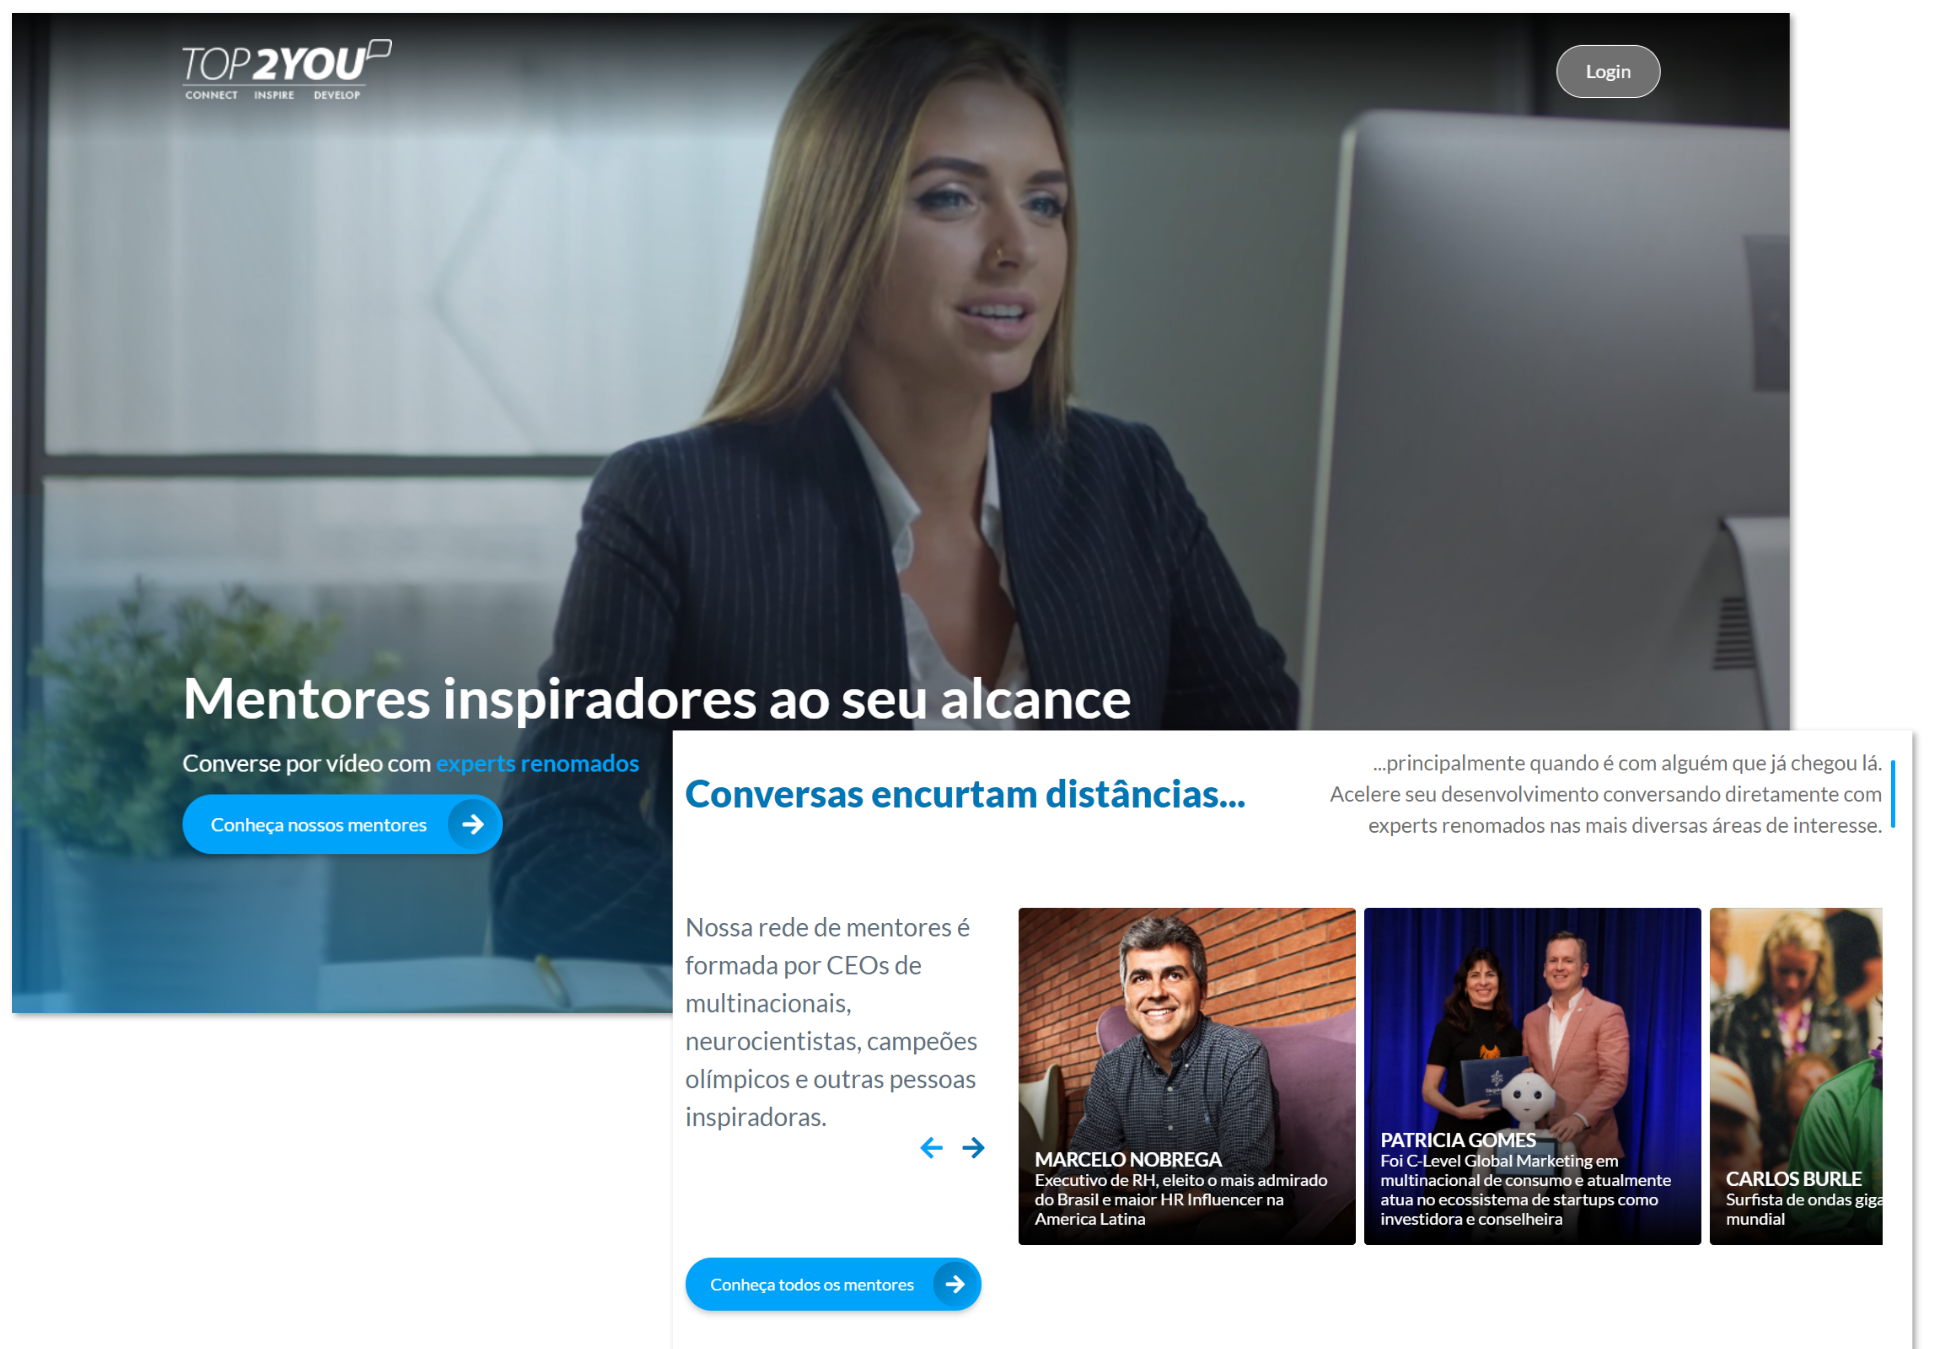 TOP2YOU
CONNECT INSPIRE DEVELOP
Login
Mentores inspiradores ao seu alcance
Converse por vídeo com experts renomados
Conheça nossos mentores
Conversas encurtam distâncias...
...principalmente quando é com alguém que já chegou lá.
Acelere seu desenvolvimento conversando diretamente com
experts renomados nas mais diversas áreas de interesse.
Nossa rede de mentores é
formada por CEOs de
multinacionais,
neurocientistas, campeões
olímpicos e outras pessoas
inspiradoras.
Conheça todos os mentores
MARCELO NOBREGA
Executivo de RH, eleito o mais admirado
do Brasil e maior HR Influencer na
America Latina
PATRICIA GOMES
Foi C-Level Global Marketing em
multinacional de consumo e atualmente
atua no ecossistema de startups como
investidora e conselheira
CARLOS BURLE
Surfista de ondas giga
mundial